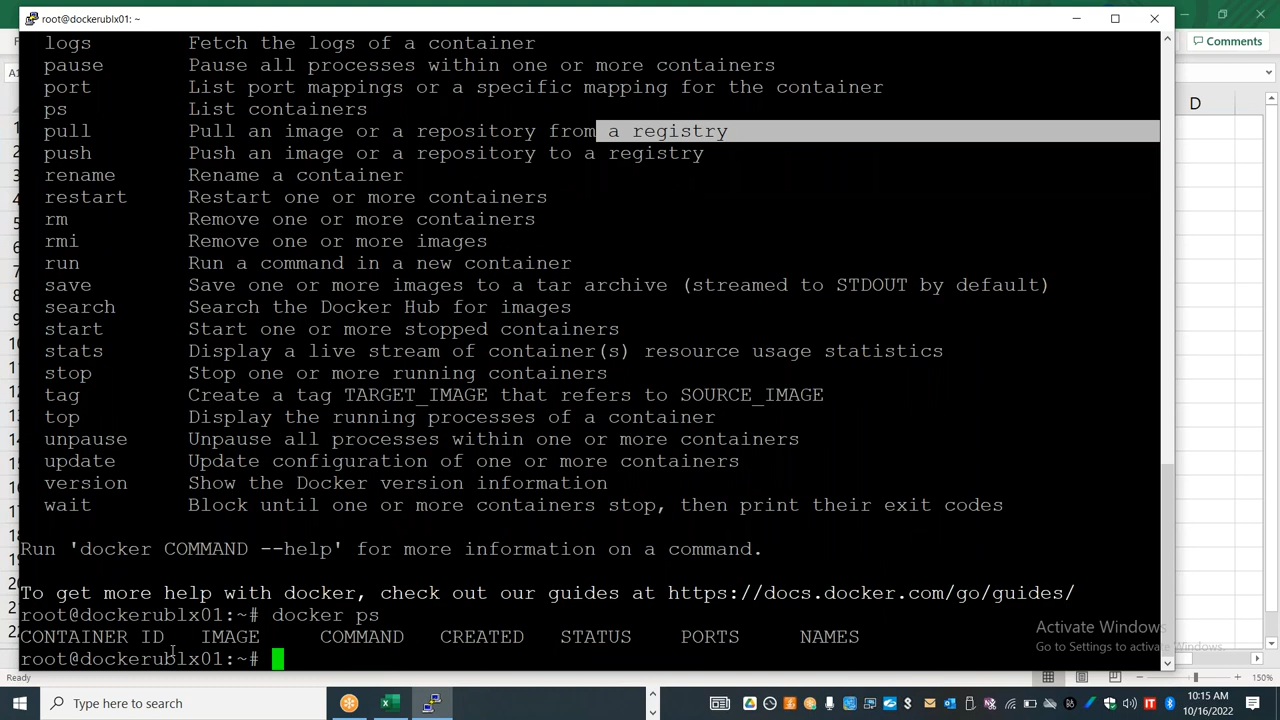 root@dockerublx01: ~
Comments
logs Fetch the logs of a container
pause Pause all processes within one or more containers
port List port mappings or a specific mapping for the container
D
ps List containers
pull Pull an image or a repository from a registry
push Push an image or a repository to a registry
rename Rename a container
restart Restart one or more containers
rm Remove one or more containers
rmi Remove one or more images
run Run a command in a new container
save Save one or more images to a tar archive (streamed to STDOUT by default)
search Search the Docker Hub for images
start Start one or more stopped containers
stats Display a live stream of container(s) resource usage statistics
stop Stop one or more running containers
tag Create a tag TARGET_IMAGE that refers to SOURCE_IMAGE
top Display the running processes of a container
unpause Unpause all processes within one or more containers
update Update configuration of one or more containers
version Show the Docker version information
wait Block until one or more containers stop, then print their exit codes
Run 'docker COMMAND --help' for more information on a command.
To get more help with docker, check out our guides at https://docs.docker.com/go/guides/
root@dockerublx01:~# docker ps
CONTAINER ID IMAGE COMMAND CREATED STATUS PORTS NAMES
root@dockerublx01:~#
Activate Windows
Go to Settings to activate Windows.
Ready
150%
Type here to search
10:15 AM
10/16/2022